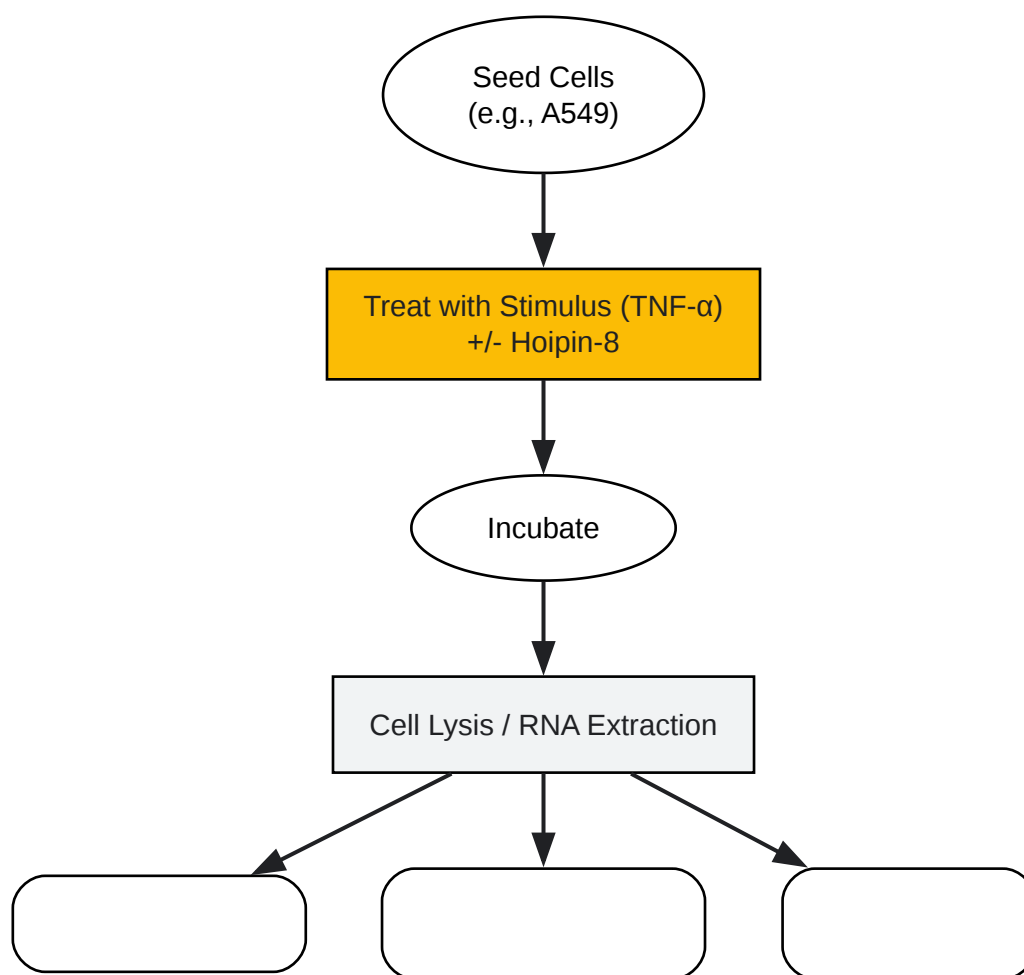 Seed Cells
(e.g., A549)
Treat with Stimulus (TNF-α)
+/- Hoipin-8
Incubate
Cell Lysis / RNA Extraction